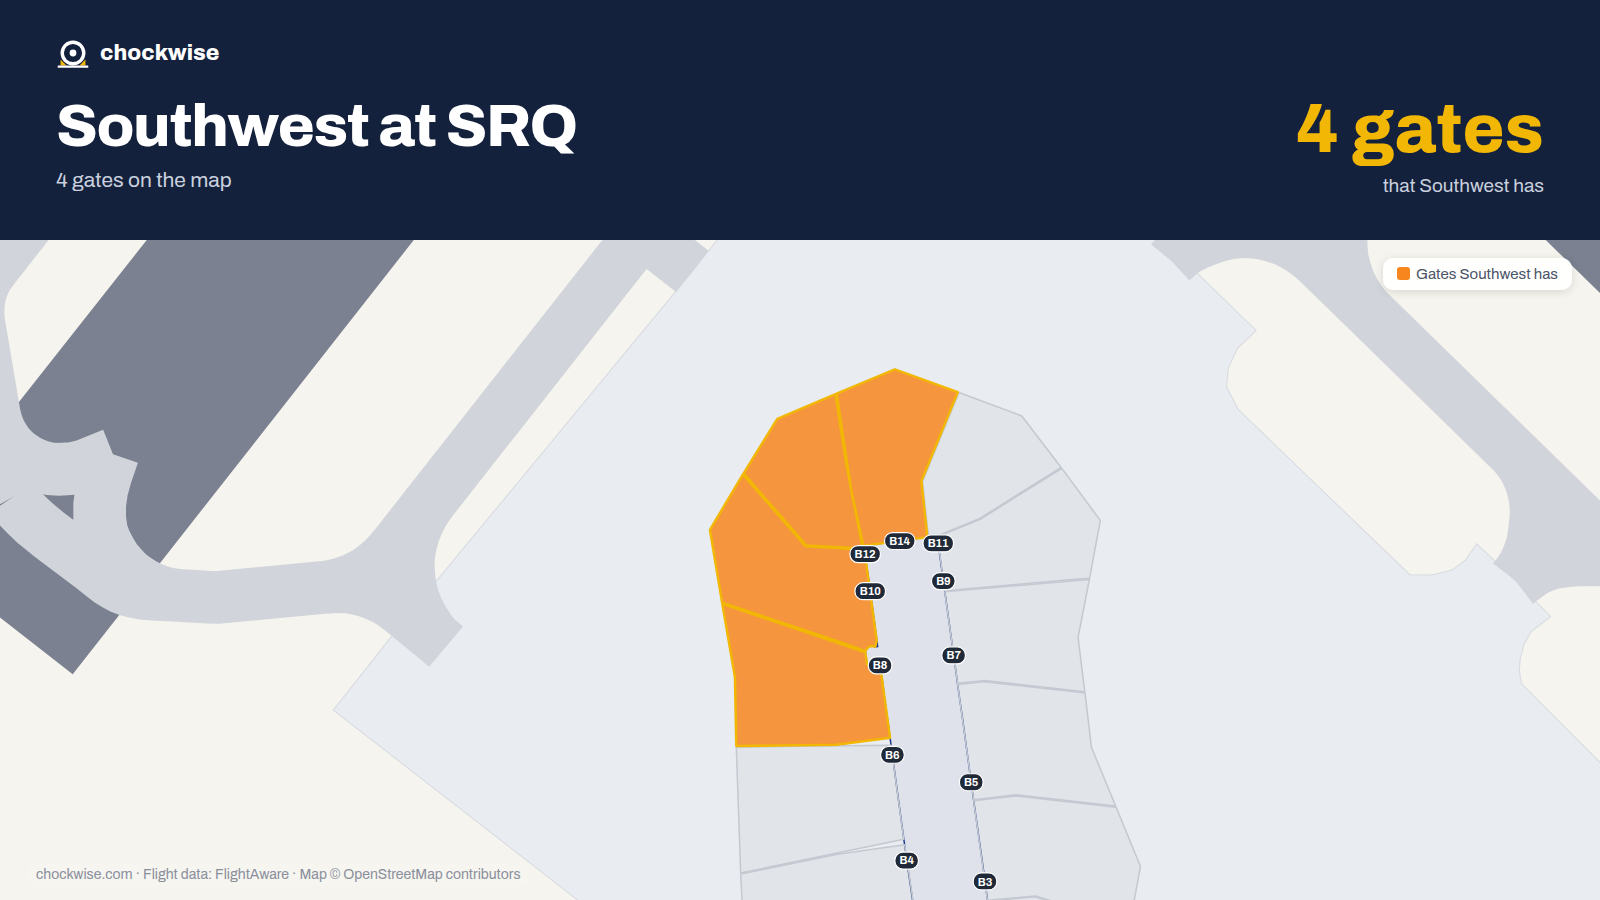 chockwise
Southwest at SRQ
4 gates on the map
4 gates
that Southwest has
Gates Southwest has
B14
B11
B12
B9
B10
B7
B8
B6
B5
B4
B3
chockwise.com · Flight data: FlightAware · Map © OpenStreetMap contributors